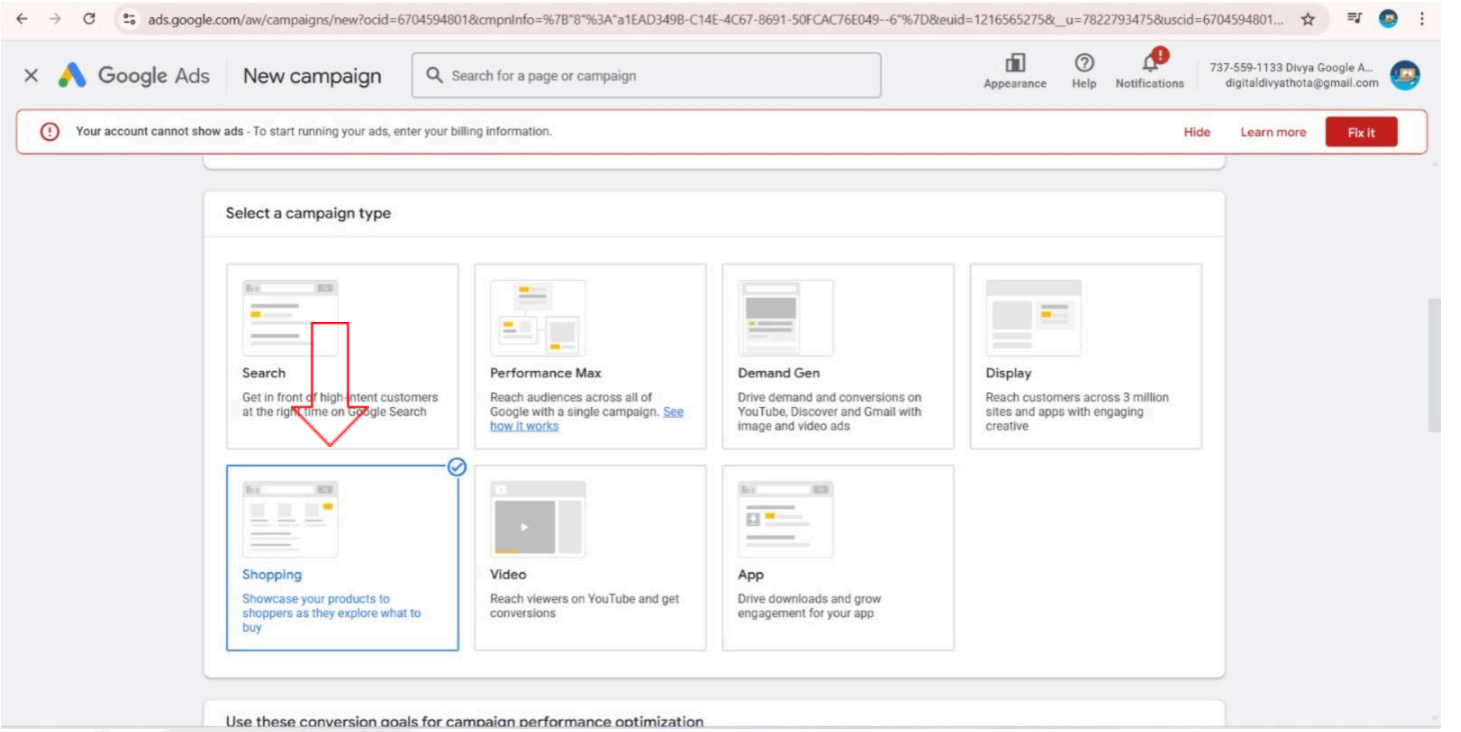 ads.google.com/aw/campaigns/new?ocid=6704594801&cmpnInfo=%7B"8"%3A"a1EAD349B-C14E-4C67-8691-50FCAC76E049--6"%7D&euid=1216565275&__u=7822793475&uscid=6704594801...
Google Ads
New campaign
Search for a page or campaign
Appearance
Help
Notifications
737-559-1133 Divya Google A...
digitaldivyathota@gmail.com
Your account cannot show ads - To start running your ads, enter your billing information.
Hide
Learn more
Fix it
Select a campaign type
Search
Get in front of high-intent customers
at the right time on Google Search
Performance Max
Reach audiences across all of
Google with a single campaign. See
how it works
Demand Gen
Drive demand and conversions on
YouTube, Discover and Gmail with
image and video ads
Display
Reach customers across 3 million
sites and apps with engaging
creative
Shopping
Showcase your products to
shoppers as they explore what to
buy
Video
Reach viewers on YouTube and get
conversions
App
Drive downloads and grow
engagement for your app
Use these conversion goals for campaign performance optimization